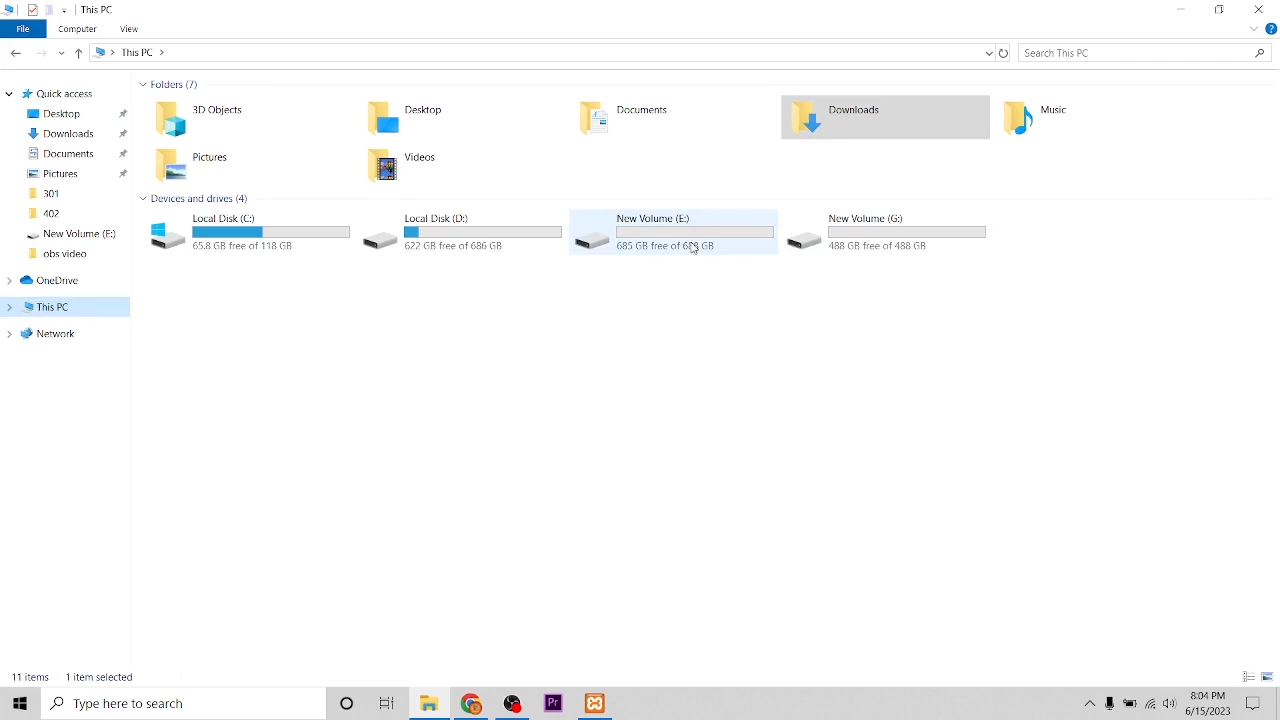 This PC
File Computer View
This PC
Search This PC
Quick access
Desktop
Downloads
Documents
Pictures
301
402
New Volume (E:)
obs video
OneDrive
This PC
Network
Folders (7)
3D Objects
Desktop
Documents
Downloads
Music
Pictures
Videos
Devices and drives (4)
Local Disk (C:)
65.8 GB free of 118 GB
Local Disk (D:)
622 GB free of 686 GB
New Volume (E:)
685 GB free of GB
New Volume (G:)
488 GB free of 488 GB
11 items 1 item selected
Type here to search
Pr
8:04 PM
6/15/2023